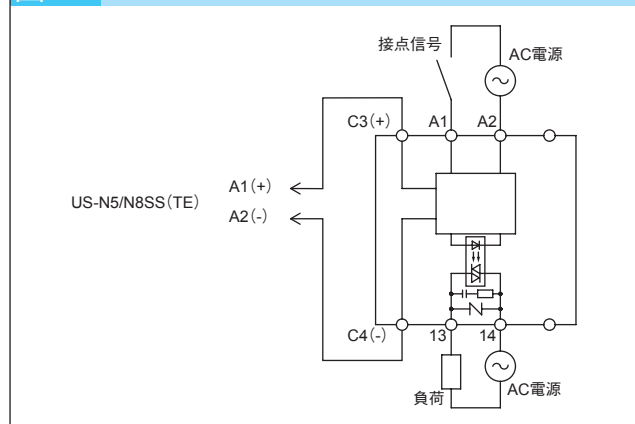 接点信号
AC電源
C3(+)
A1
A2
A1(+)
US-N5/N8SS(TE)
A2(-)
C4(-)
13
14
負荷
AC電源